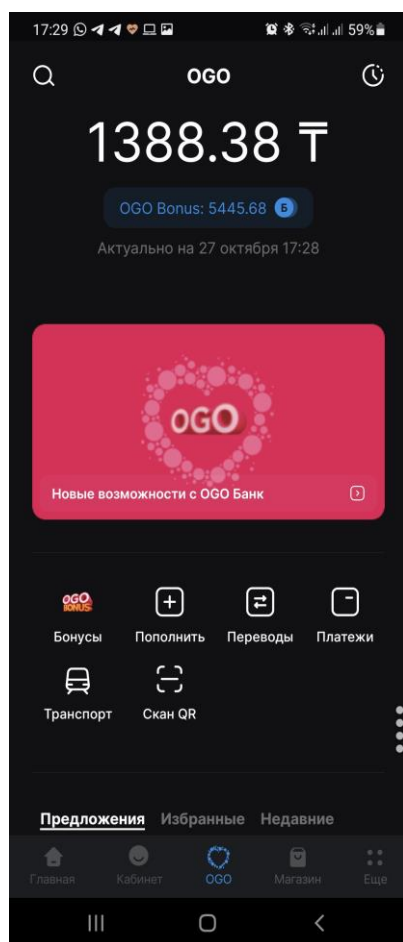 17:29 59%
OGO
1388.38 ₸
OGO Bonus: 5445.68 Б
Актуально на 27 октября 17:28
OGO
Новые возможности с OGO Банк
OGO
BONUS
Бонусы Пополнить Переводы Платежи
Транспорт Скан QR
Предложения Избранные Недавние
Главная Кабинет OGO Магазин Еще